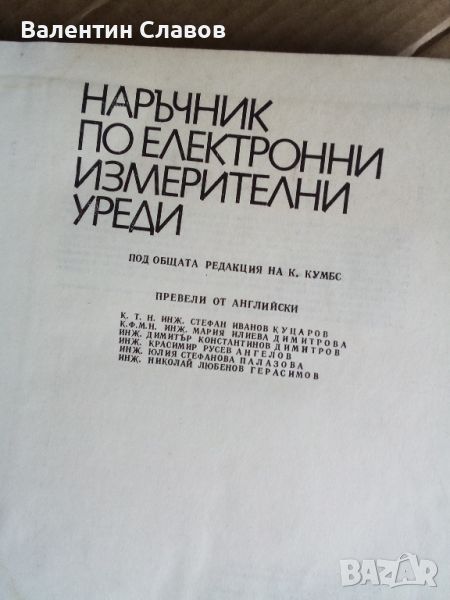 Валентин Славов
НАРЪЧНИК
ПО ЕЛЕКТРОННИ
ИЗМЕРИТЕЛНИ
УРЕДИ
ПОД ОБЩАТА РЕДАКЦИЯ НА К. КУМБС
ПРЕВЕЛИ ОТ АНГЛИЙСКИ
К. Т. Н. ИНЖ. СТЕФАН ИВАНОВ КУЦАРОВ
К.Ф.М.Н. ИНЖ. МАРИЯ ИЛИЕВА ДИМИТРОВА
ИНЖ. ДИМИТЪР КОНСТАНТИНОВ ДИМИТРОВ
ИНЖ. КРАСИМИР РУСЕВ АНГЕЛОВ
ИНЖ. ЮЛИЯ СТЕФАНОВА ПАЛАЗОВА
ИНЖ. НИКОЛАЙ ЛЮБЕНОВ ГЕРАСИМОВ
BAZAR